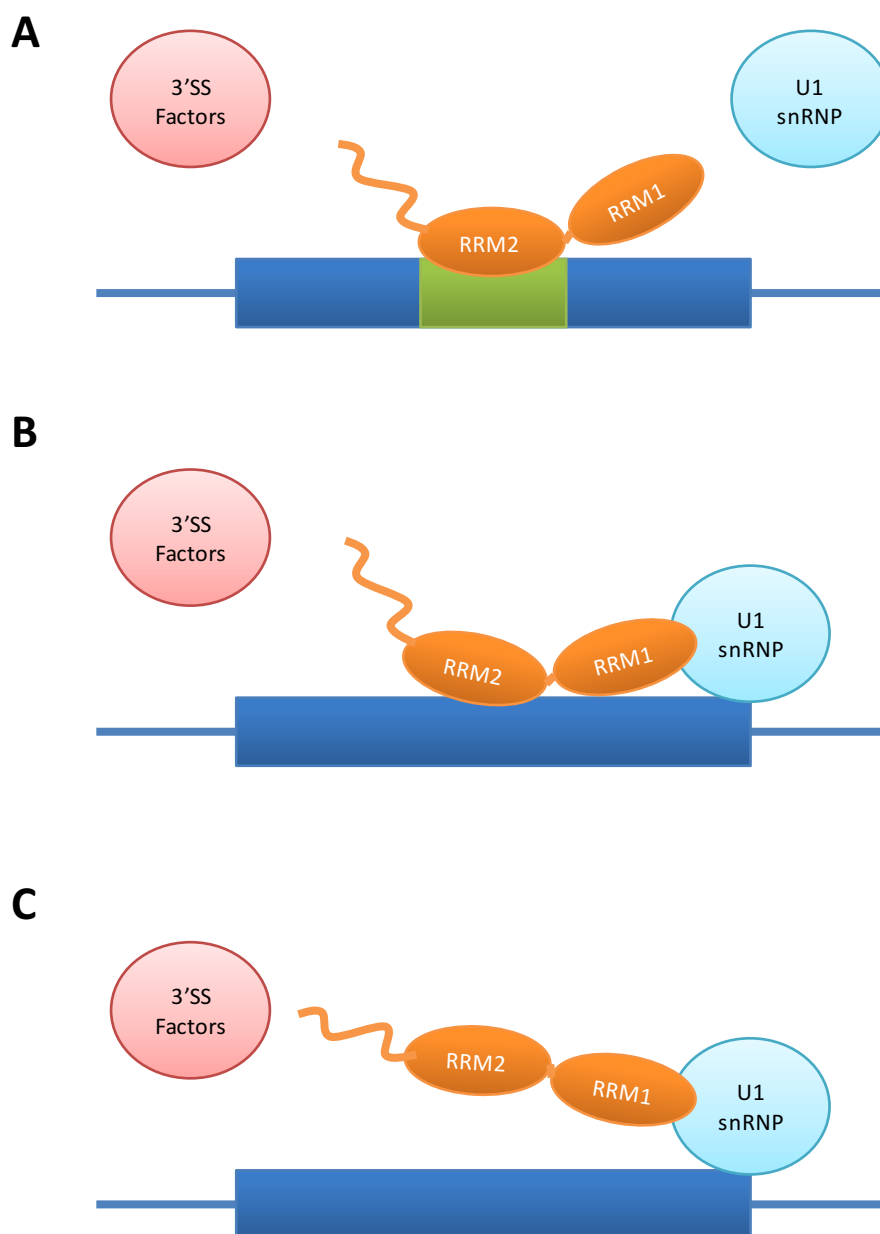 A
3'SS
Factors
U1
snRNP
RRM2
RRM1
B
3'SS
Factors
U1
snRNP
RRM2
RRM1
C
3'SS
Factors
RRM2
RRM1
U1
snRNP